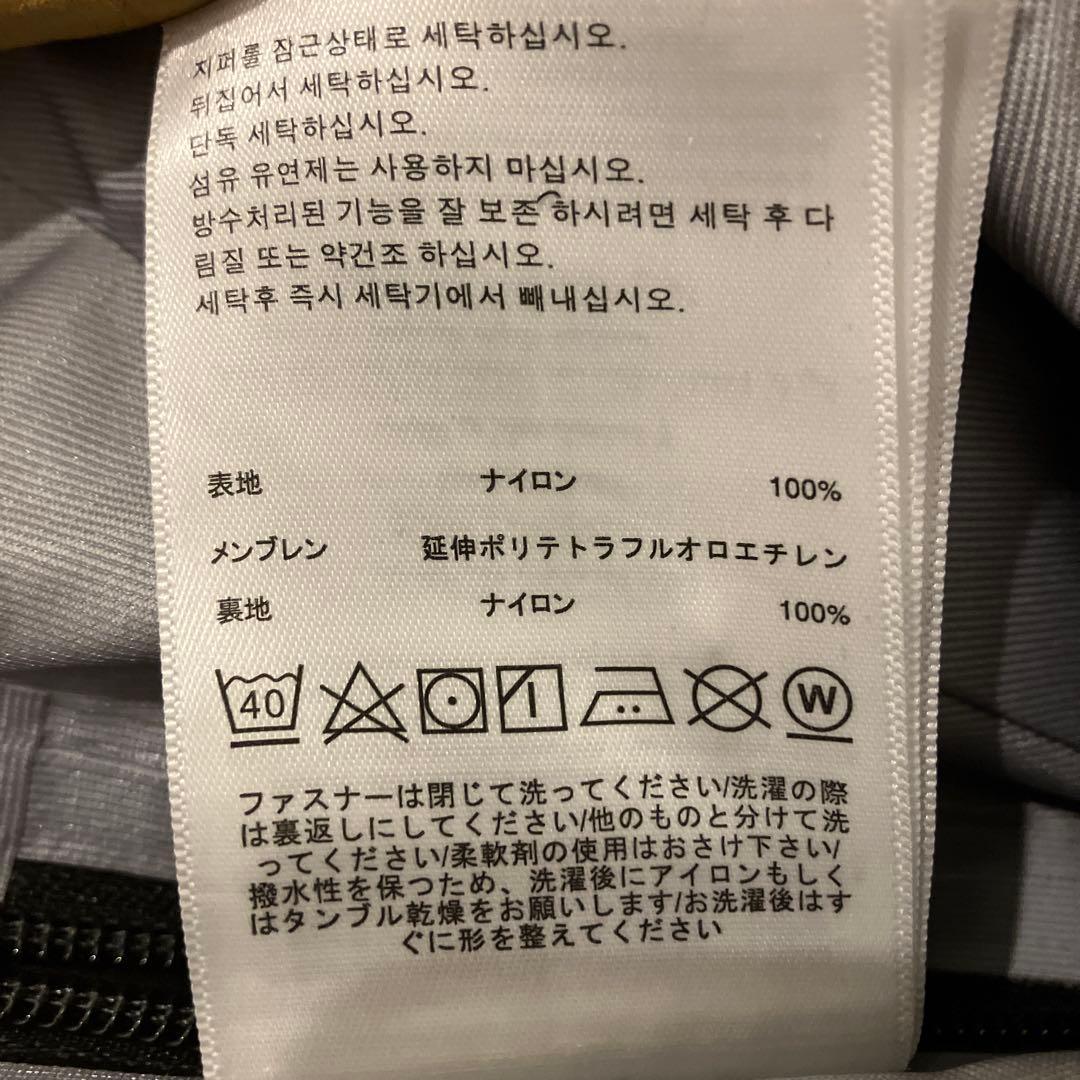 지퍼를 잠근상태로 세탁하십시오.
뒤집어서 세탁하십시오.
단독 세탁하십시오.
섬유 유연제는 사용하지 마십시오.
방수처리된 기능을 잘 보존 하시려면 세탁 후 다
림질 또는 약건조 하십시오.
세탁후 즉시 세탁기에서 빼내십시오.
表地 ナイロン 100%
メンブレン 延伸ポリテトラフルオロエチレン
裏地 ナイロン 100%
40 W
ファスナーは閉じて洗ってください/洗濯の際
は裏返しにしてください/他のものと分けて洗
ってください/柔軟剤の使用はおさけ下さい/
撥水性を保つため、洗濯後にアイロンもしく
はタンブル乾燥をお願いします/お洗濯後はす
ぐに形を整えてください